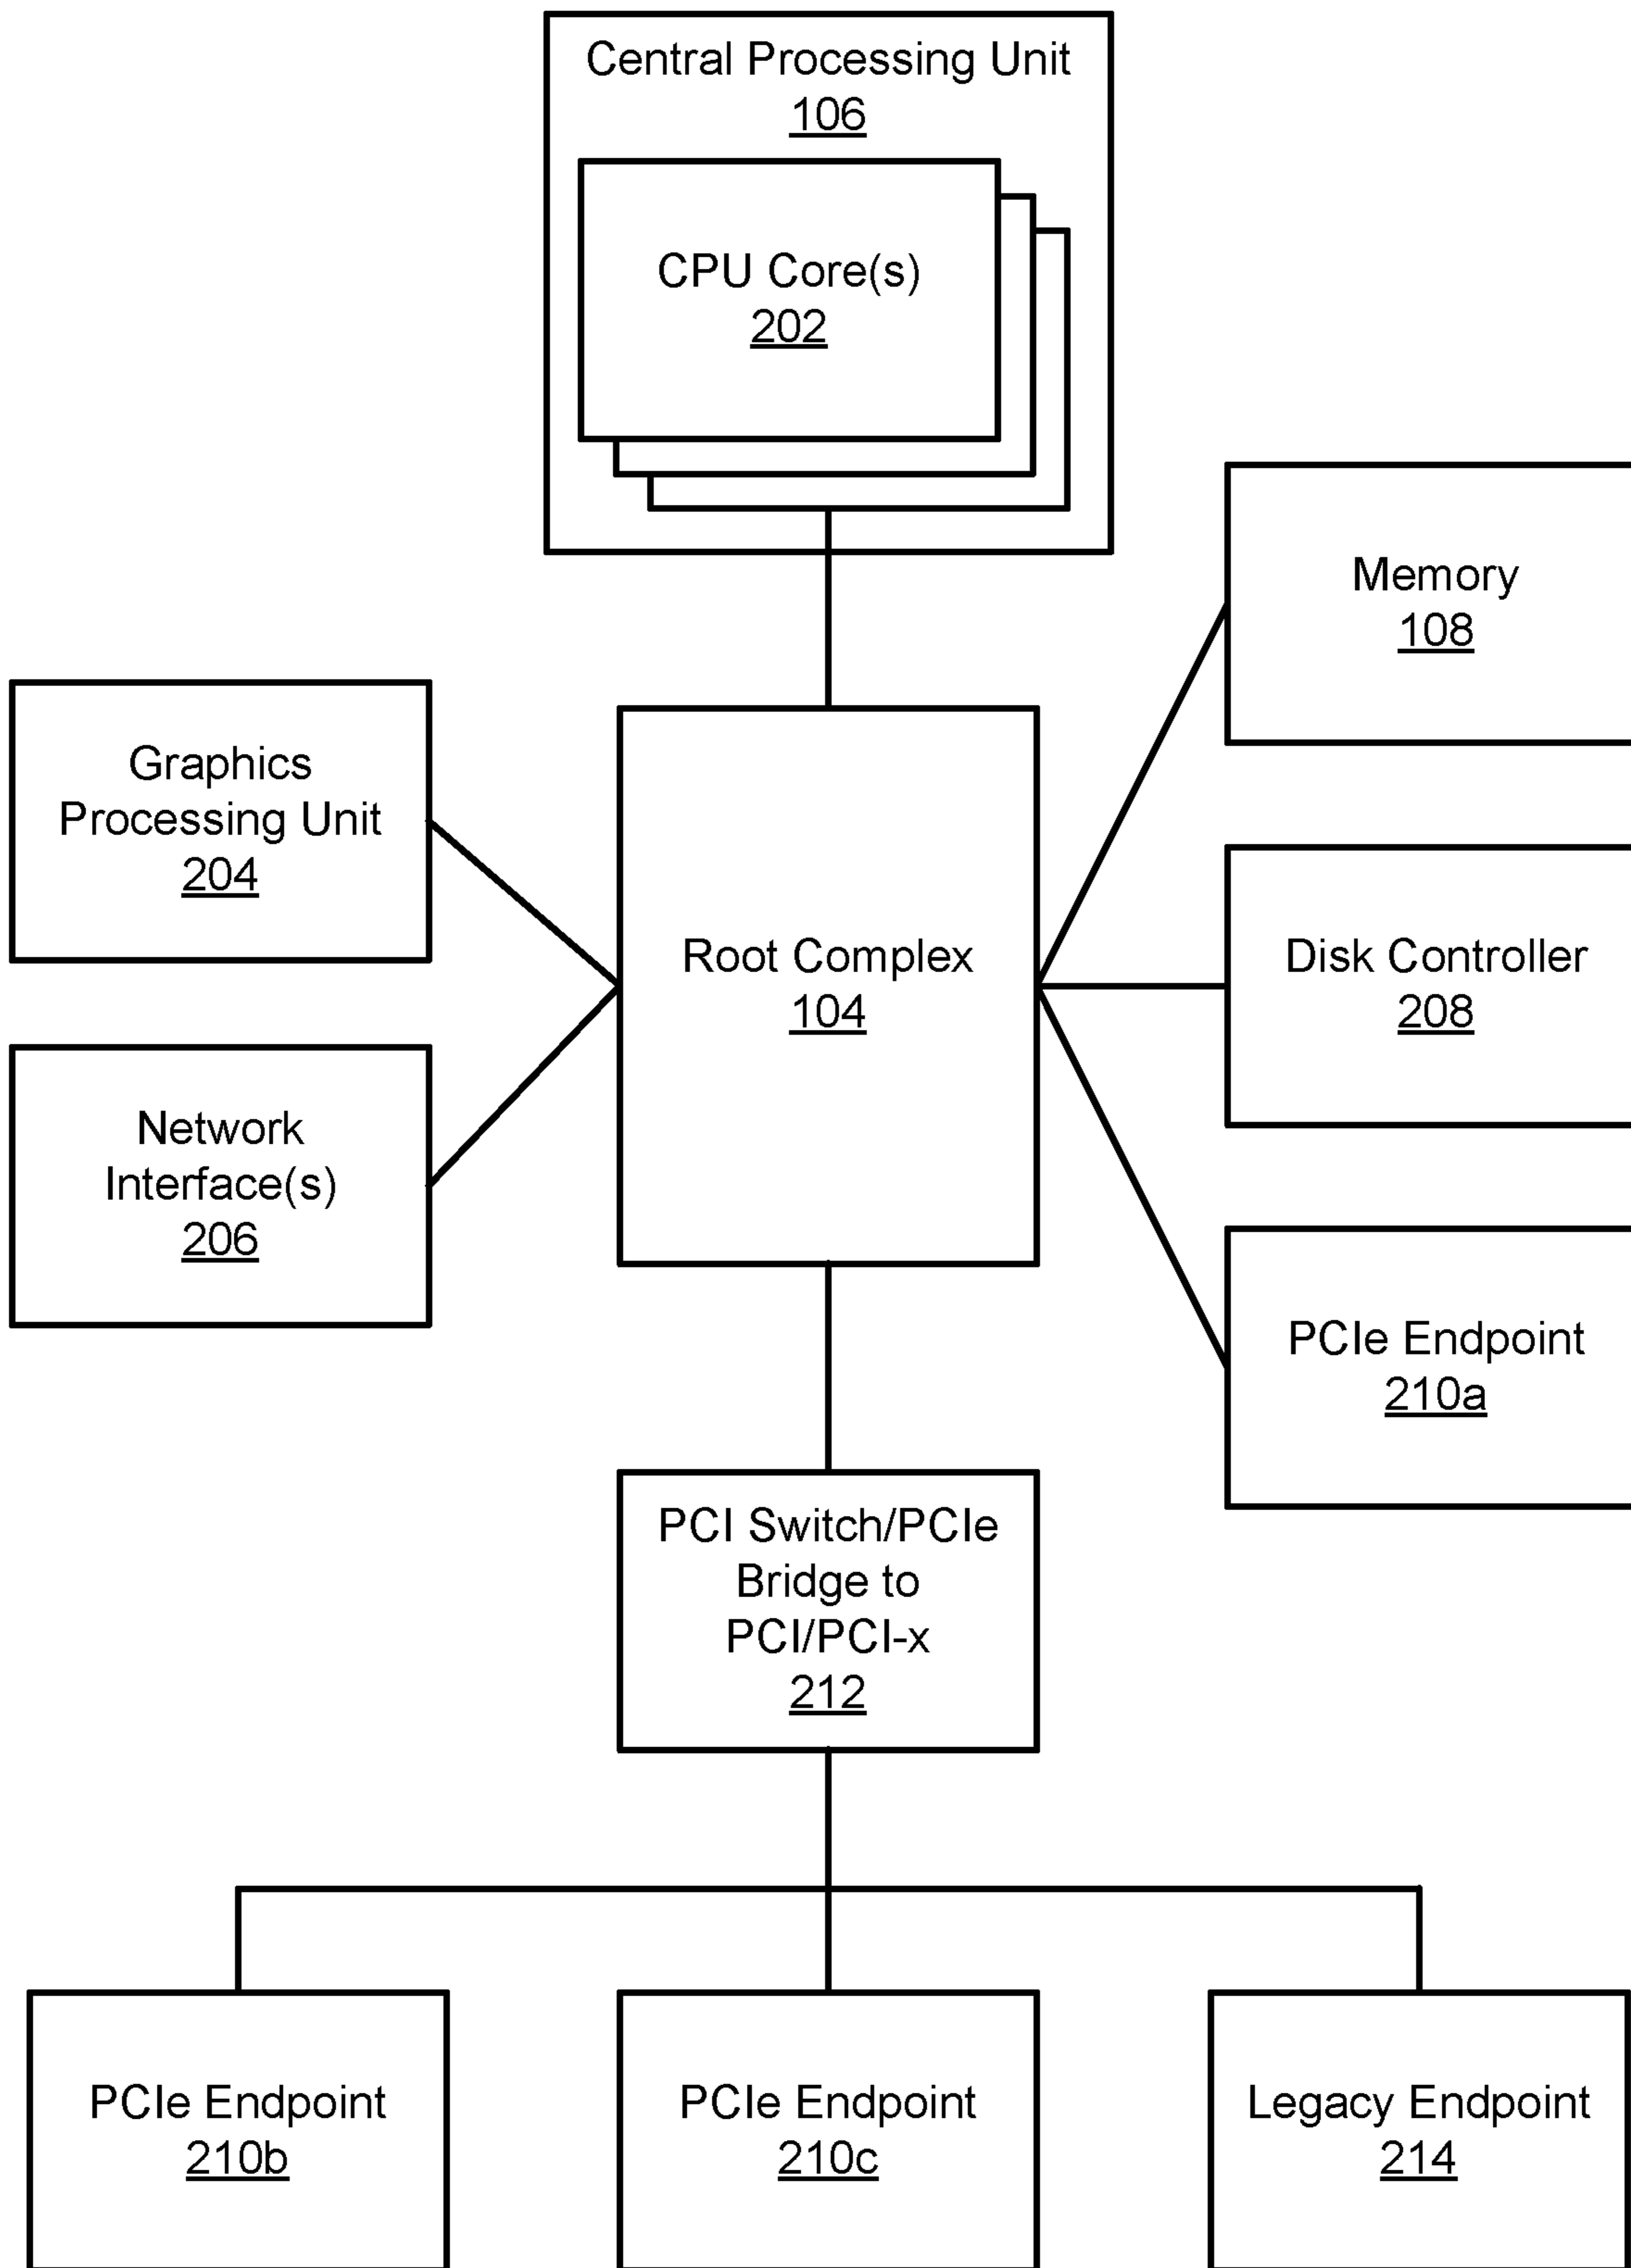 Central Processing Unit
106
CPU Core(s)
202
Memory
108
Graphics
Processing Unit
204
Root Complex
104
Disk Controller
208
Network
Interface(s)
206
PCIe Endpoint
210a
PCI Switch/PCIe
Bridge to
PCI/PCI-x
212
PCIe Endpoint
210b
PCIe Endpoint
210c
Legacy Endpoint
214